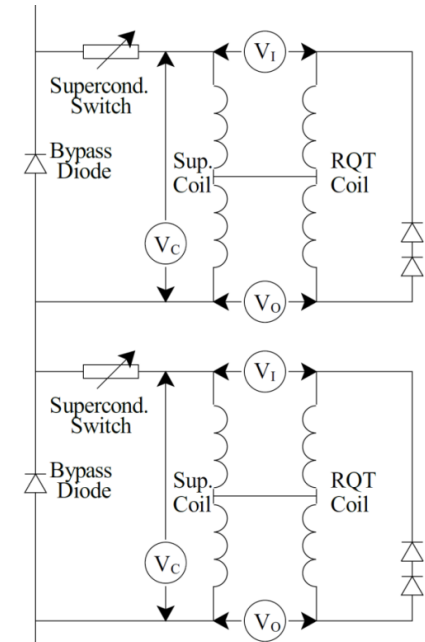 V_I
Supercond.
Switch
Bypass
Diode
Sup.
Coil
RQT
Coil
V_C
V_O
V_I
Supercond.
Switch
Bypass
Diode
Sup.
Coil
RQT
Coil
V_C
V_O